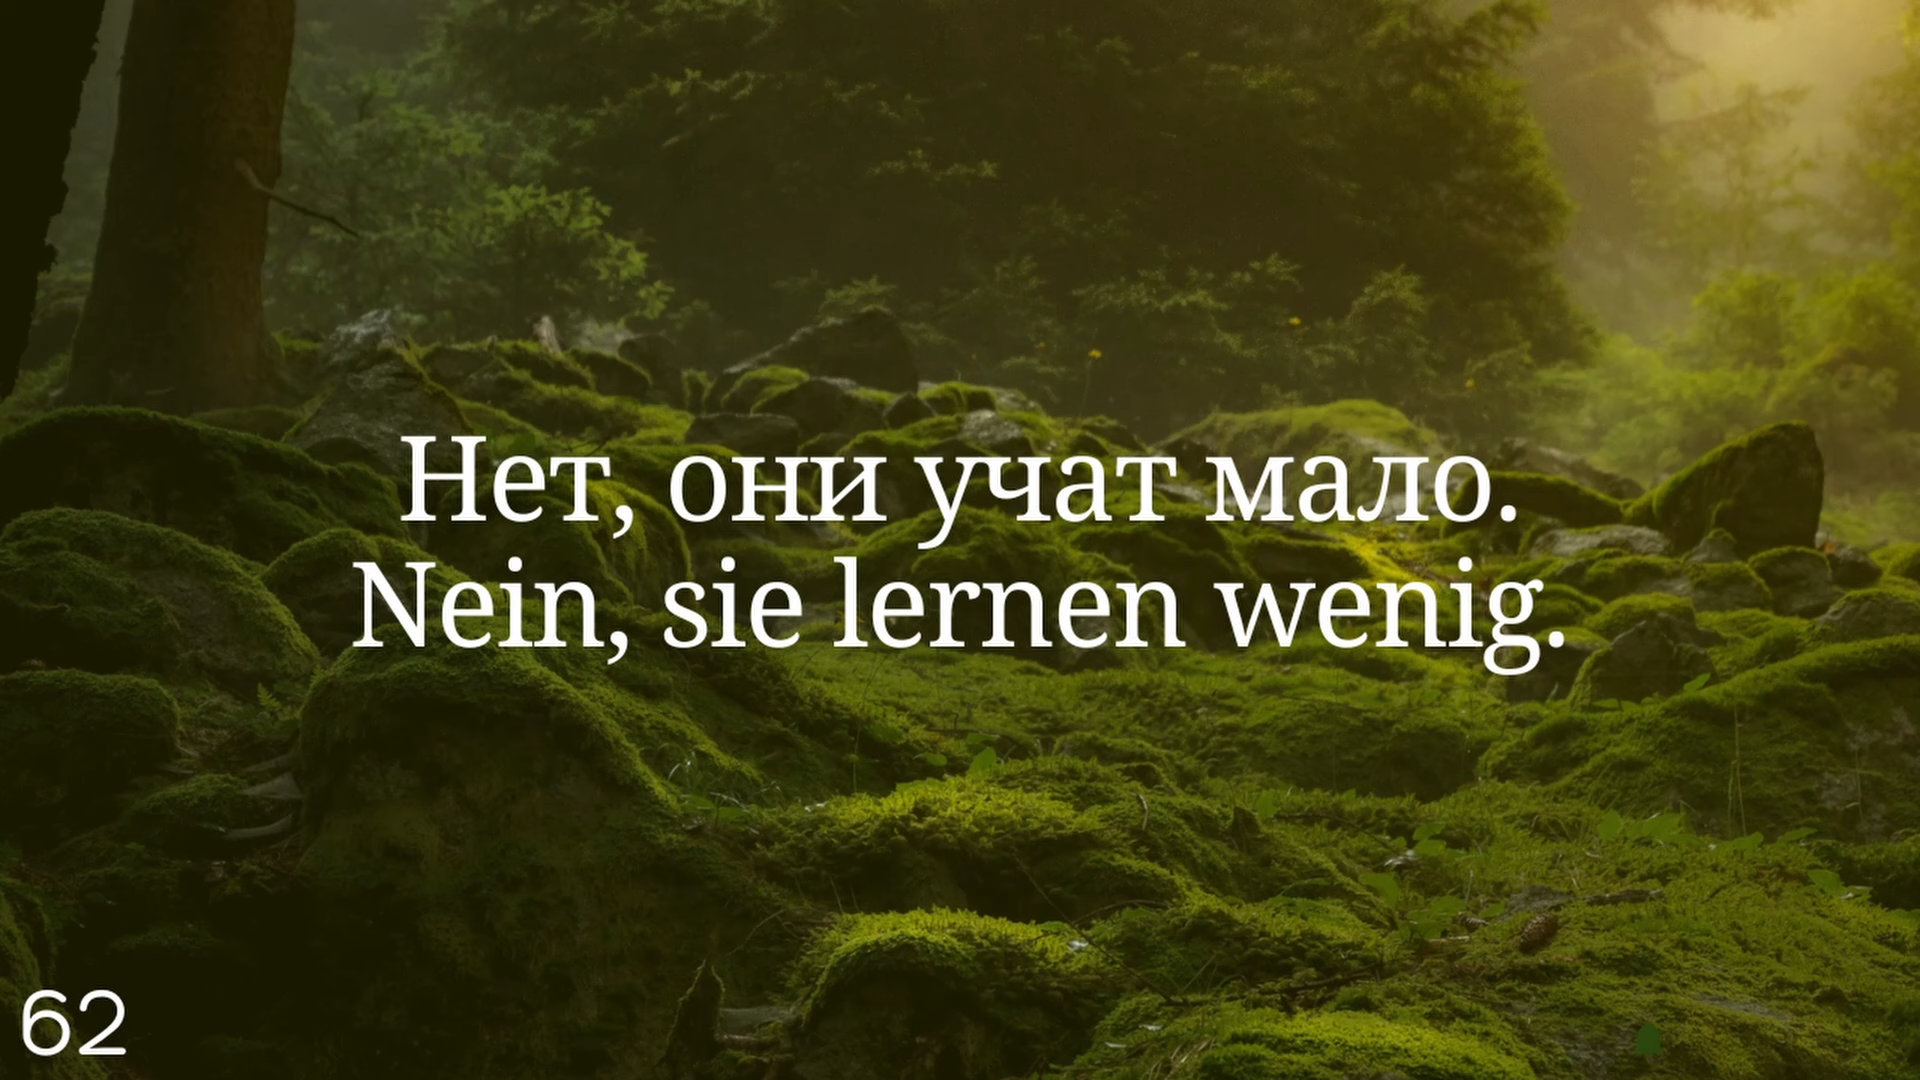 Нет, они учат мало.
Nein, sie lernen wenig.
62